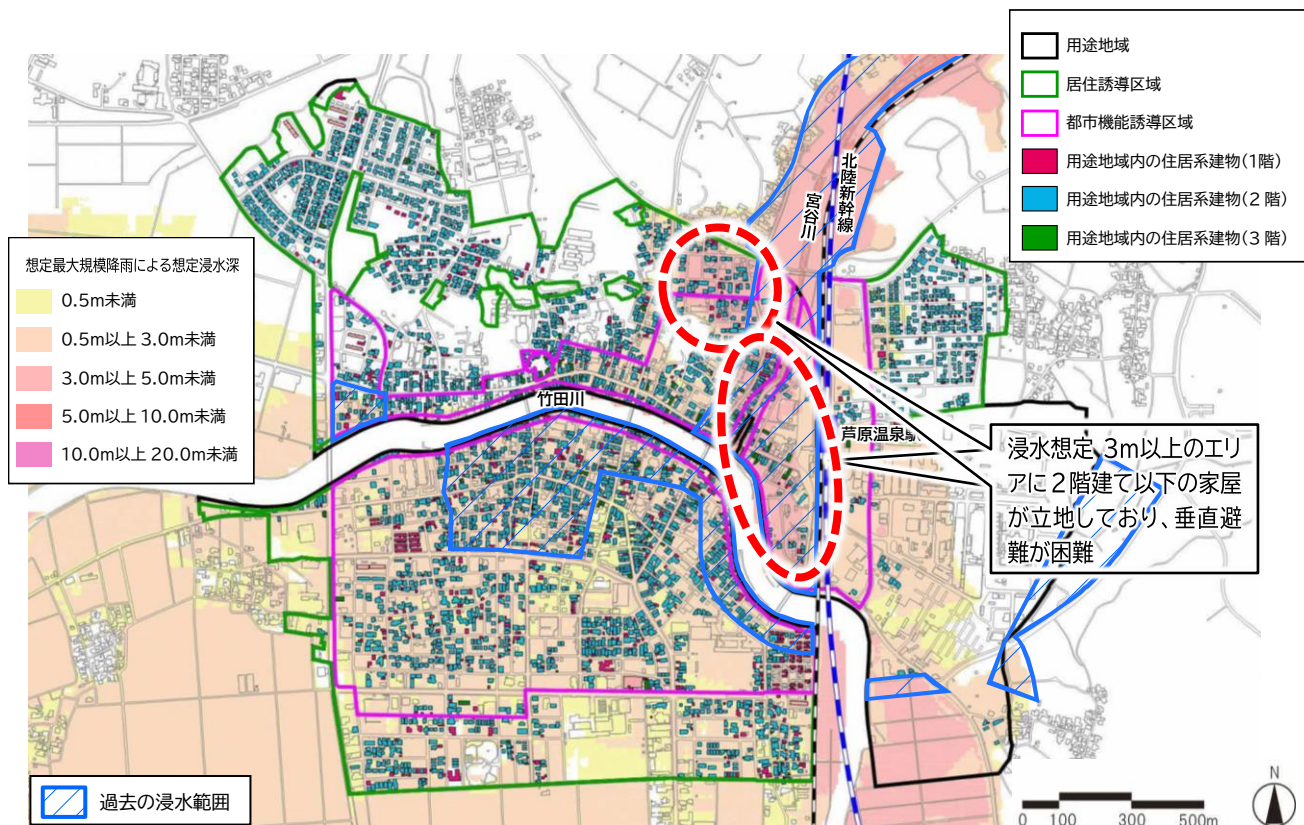 用途地域
居住誘導区域
都市機能誘導区域
用途地域内の住居系建物(1階)
用途地域内の住居系建物(2階)
用途地域内の住居系建物(3階)
想定最大規模降雨による想定浸水深
0.5m未満
0.5m以上 3.0m未満
3.0m以上 5.0m未満
5.0m以上 10.0m未満
10.0m以上 20.0m未満
北陸新幹線
宮谷川
竹田川
芦原温泉駅
浸水想定 3m以上のエリ
アに2階建て以下の家屋
が立地しており、垂直避
難が困難
過去の浸水範囲
N
0 100 300 500m